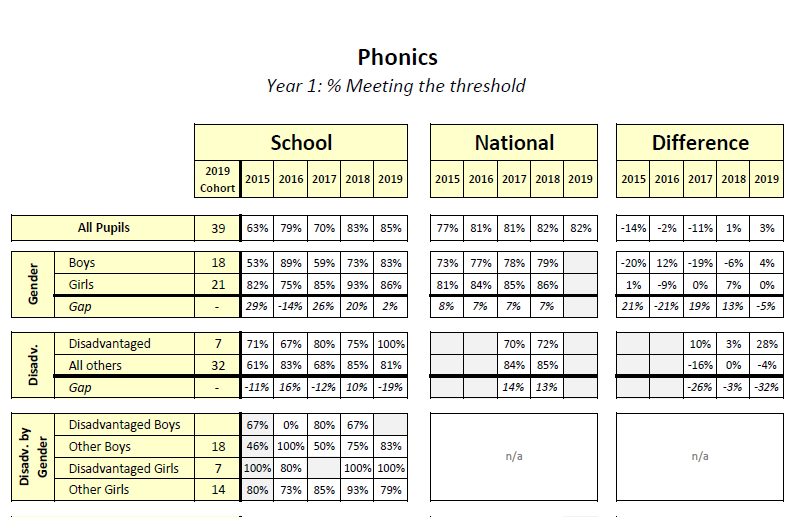 Phonics
Year 1: % Meeting the threshold
School National Difference
2019 Cohort 2015 2016 2017 2018 2019 2015 2016 2017 2018 2019 2015 2016 2017 2018 2019
All Pupils 39 63% 79% 70% 83% 85% 77% 81% 81% 82% 82% -14% -2% -11% 1% 3%
Gender
Boys 18 53% 89% 59% 73% 83% 73% 77% 78% 79% -20% 12% -19% -6% 4%
Girls 21 82% 75% 85% 93% 86% 81% 84% 85% 86% 1% -9% 0% 7% 0%
Gap - 29% -14% 26% 20% 2% 8% 7% 7% 7% 21% -21% 19% 13% -5%
Disadv.
Disadvantaged 7 71% 67% 80% 75% 100% 70% 72% 10% 3% 28%
All others 32 61% 83% 68% 85% 81% 84% 85% -16% 0% -4%
Gap - -11% 16% -12% 10% -19% 14% 13% -26% -3% -32%
Disadv. by Gender
Disadvantaged Boys 67% 0% 80% 67%
Other Boys 18 46% 100% 50% 75% 83% n/a n/a
Disadvantaged Girls 7 100% 80% 100% 100%
Other Girls 14 80% 73% 85% 93% 79%